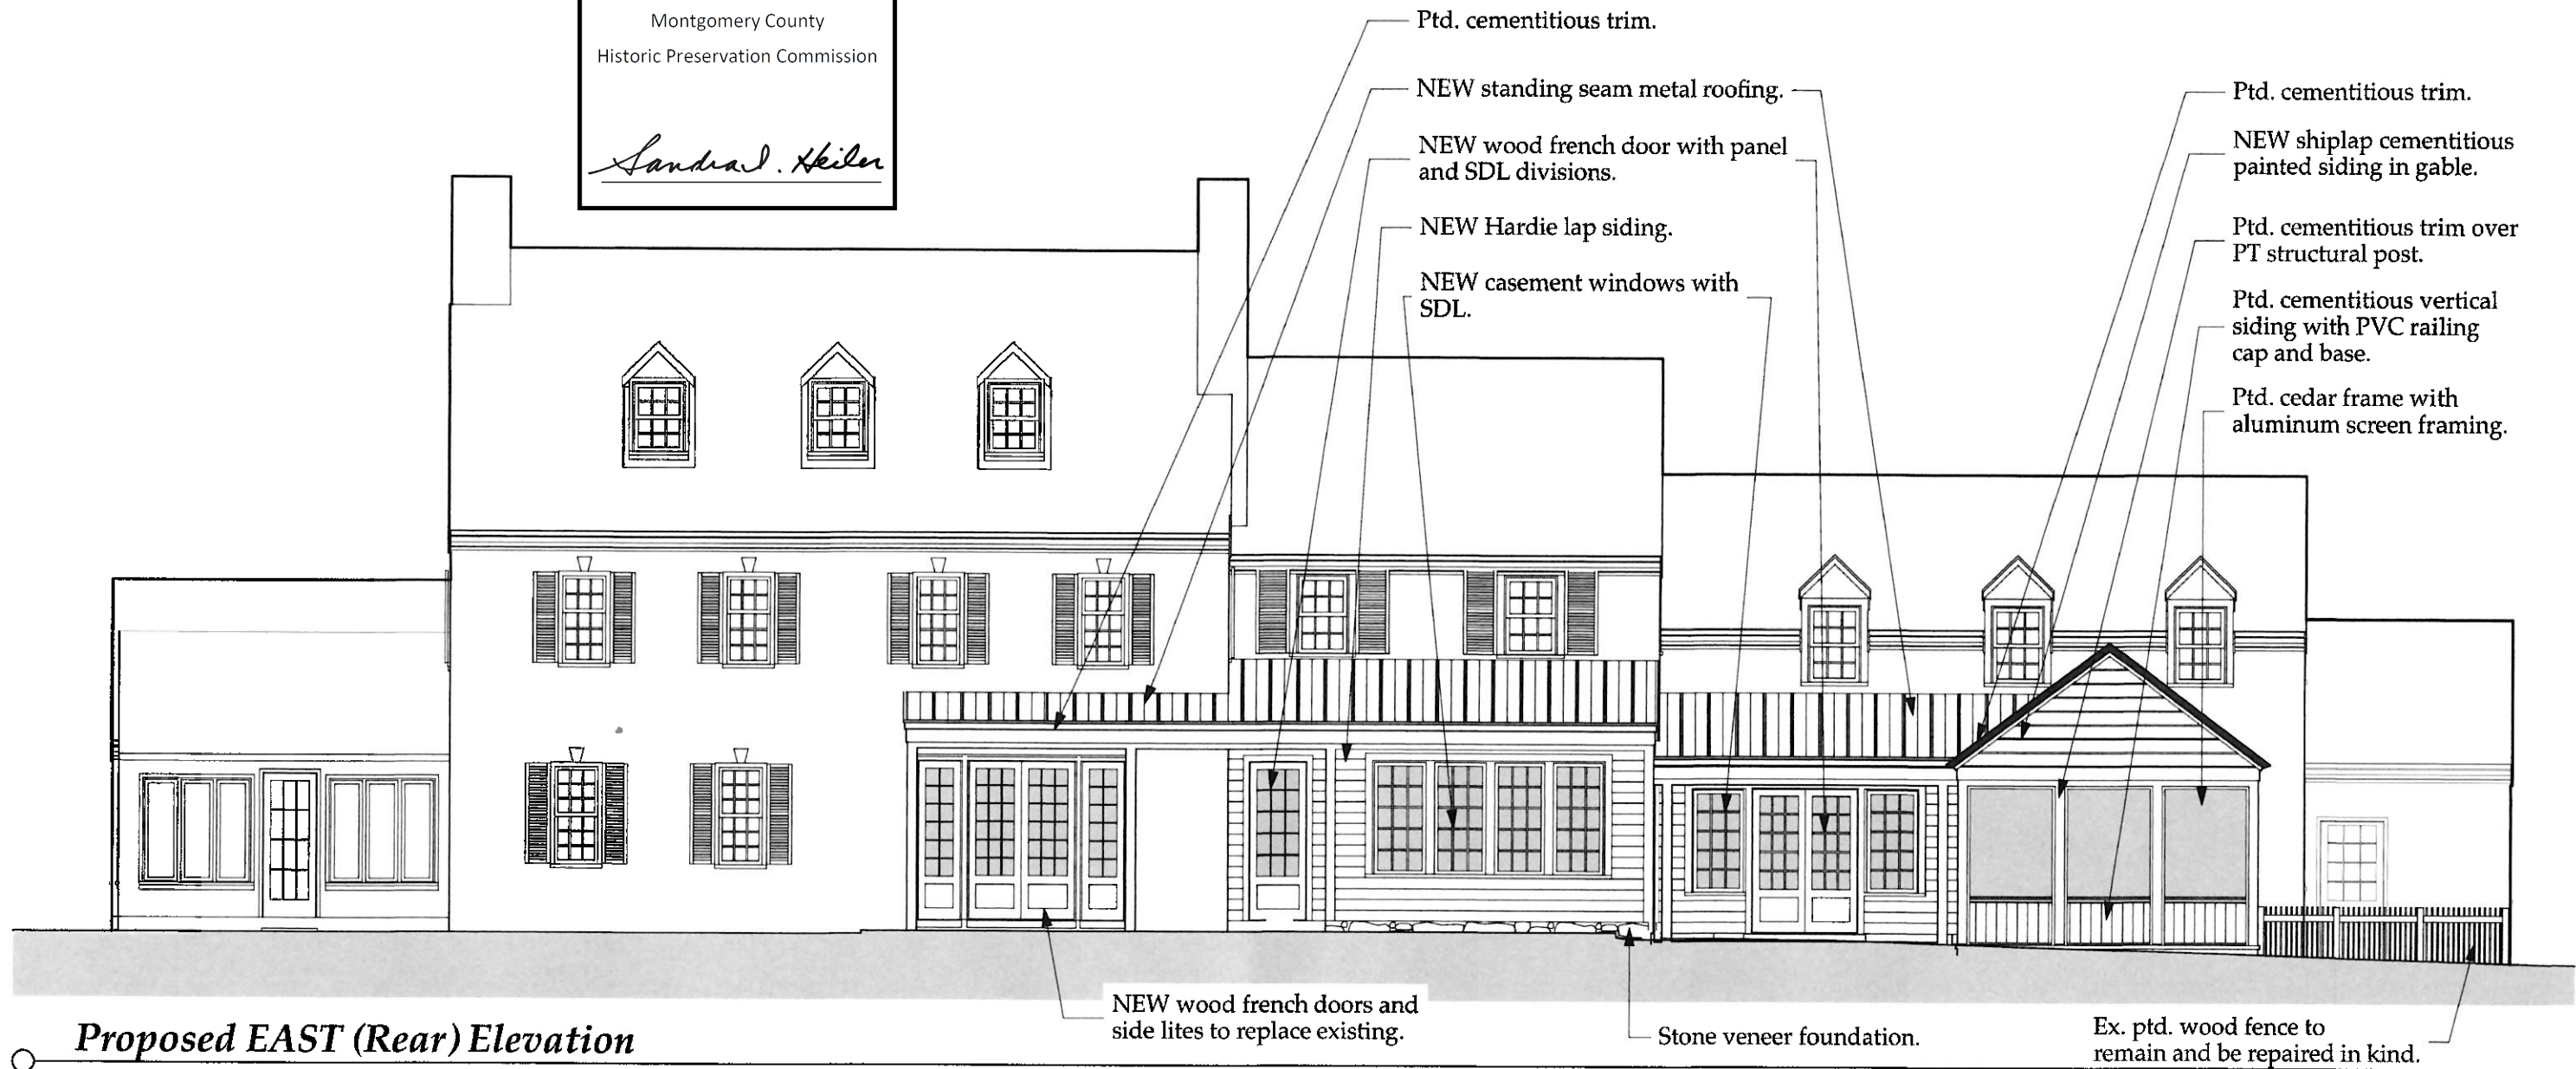 Montgomery County
Historic Preservation Commission
Sandra I. Heiler
Ptd. cementitious trim.
NEW standing seam metal roofing.
NEW wood french door with panel
and SDL divisions.
NEW Hardie lap siding.
NEW casement windows with
SDL.
Ptd. cementitious trim.
NEW shiplap cementitious
painted siding in gable.
Ptd. cementitious trim over
PT structural post.
Ptd. cementitious vertical
siding with PVC railing
cap and base.
Ptd. cedar frame with
aluminum screen framing.
NEW wood french doors and
side lites to replace existing.
Stone veneer foundation.
Ex. ptd. wood fence to
remain and be repaired in kind.
Proposed EAST (Rear) Elevation